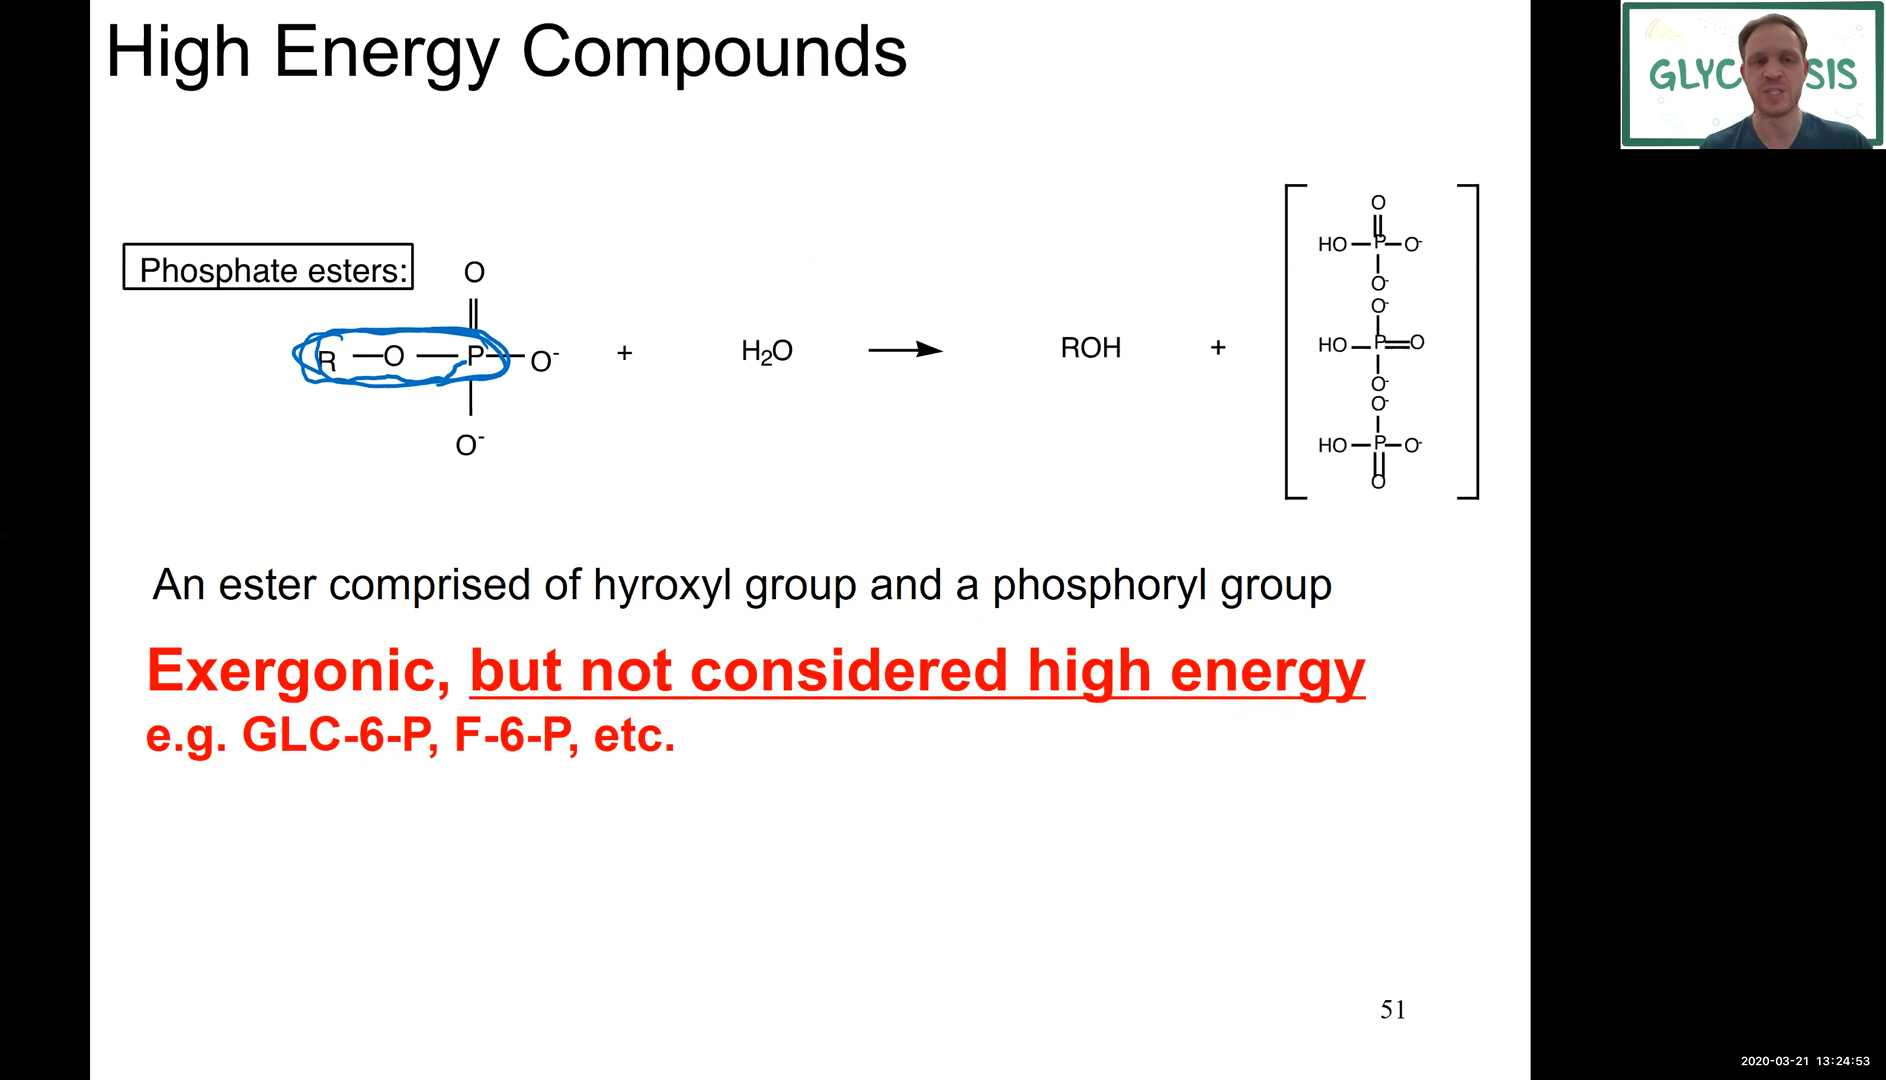 High Energy Compounds
GLYC SIS
Phosphate esters:
O
R —O — P — O-
O-
+
H2O
ROH
+
O
HO—P—O-
O-
O-
HO—P=O
O-
O-
HO—P—O-
O
An ester comprised of hyroxyl group and a phosphoryl group
Exergonic, but not considered high energy
e.g. GLC-6-P, F-6-P, etc.
51
2020-03-21 13:24:53